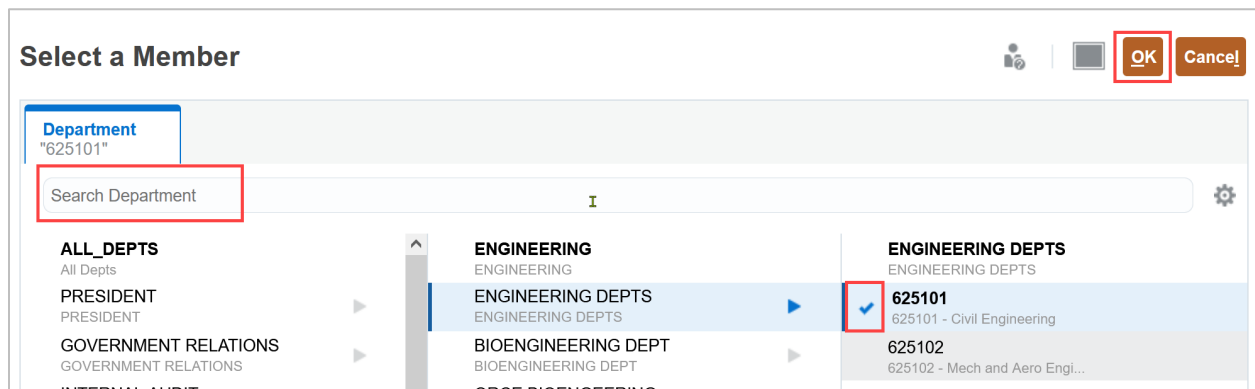 Select a Member
OK
Cancel
Department
"625101"
Search Department
ALL_DEPTS
All Depts
PRESIDENT
PRESIDENT
GOVERNMENT RELATIONS
GOVERNMENT RELATIONS
INTERNAL AUDIT
ENGINEERING
ENGINEERING
ENGINEERING DEPTS
ENGINEERING DEPTS
BIOENGINEERING DEPT
BIOENGINEERING DEPT
ENGINEERING DEPTS
ENGINEERING DEPTS
625101
625101 - Civil Engineering
625102
625102 - Mech and Aero Engi...